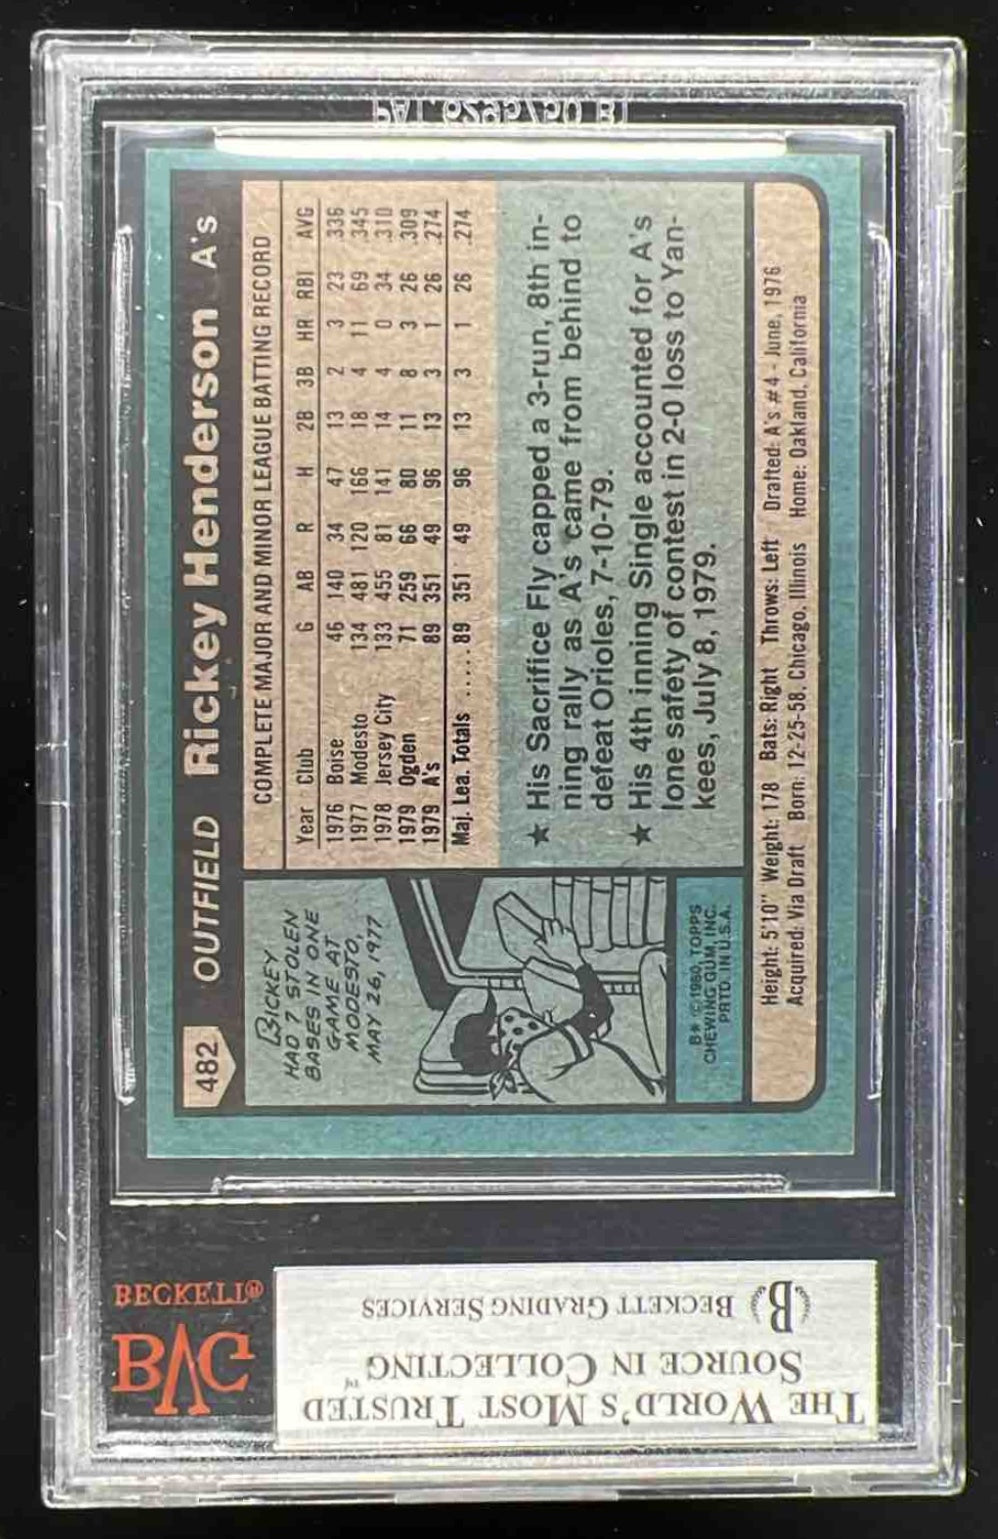 482 OUTFIELD Rickey Henderson A's
COMPLETE MAJOR AND MINOR LEAGUE BATTING RECORD
Year Club G AB R H 2B 3B HR RBI AVG
1976 Boise 46 140 34 47 13 2 3 23 .336
1977 Modesto 134 481 120 166 18 4 11 69 .345
1978 Jersey City 133 455 81 141 14 4 0 34 .310
1979 Ogden 71 259 66 80 11 8 3 26 .309
1979 A's 89 351 49 96 13 3 1 26 .274
Maj. Lea. Totals ..... 89 351 49 96 13 3 1 26 .274
RICKEY
HAD 7 STOLEN
BASES IN ONE
GAME AT
MODESTO,
MAY 26, 1977
★ His Sacrifice Fly capped a 3-run, 8th in-
ning rally as A's came from behind to
defeat Orioles, 7-10-79.
★ His 4th inning Single accounted for A's
lone safety of contest in 2-0 loss to Yan-
kees, July 8, 1979.
B* © 1980 TOPPS
CHEWING GUM, INC.
PRTD. IN U.S.A.
Height: 5'10" Weight: 178 Bats: Right Throws: Left Drafted: A's #4 - June, 1976
Acquired: Via Draft Born: 12-25-58, Chicago, Illinois Home: Oakland, California
BECKETT®
BVG
THE WORLD'S MOST TRUSTED
SOURCE IN COLLECTING™
B BECKETT GRADING SERVICES